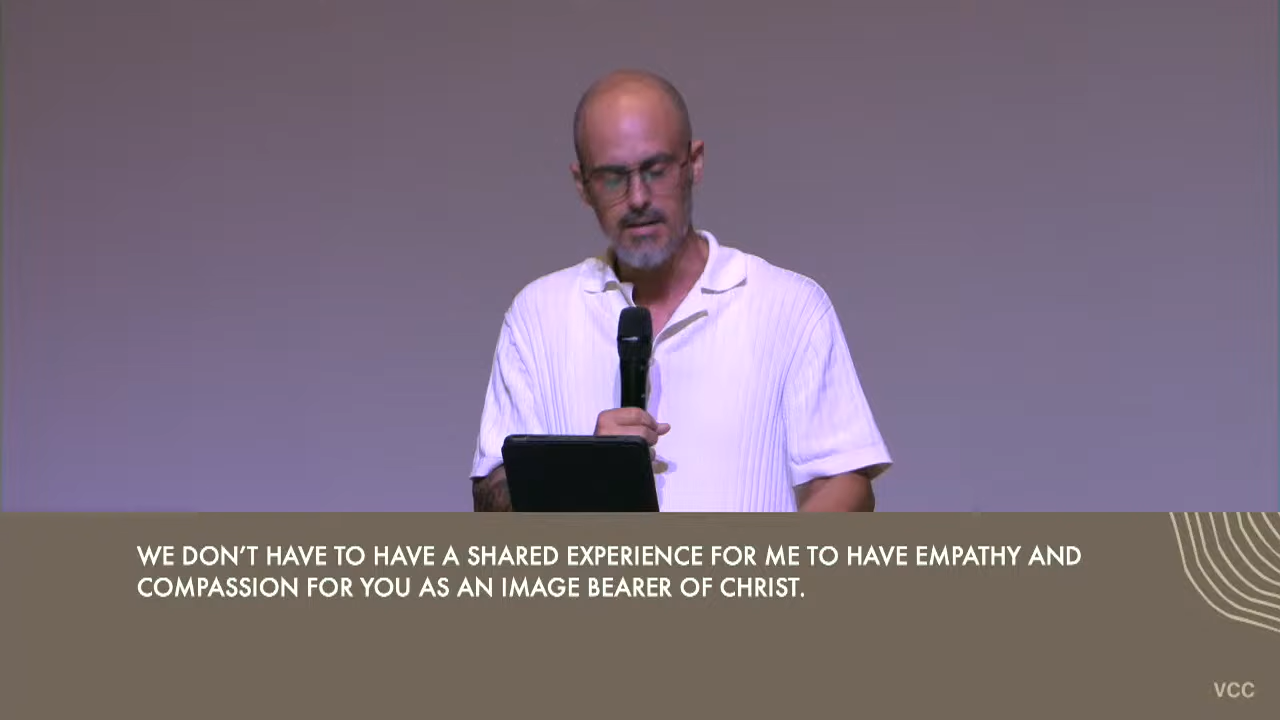 WE DON'T HAVE TO HAVE A SHARED EXPERIENCE FOR ME TO HAVE EMPATHY AND
COMPASSION FOR YOU AS AN IMAGE BEARER OF CHRIST.
VCC